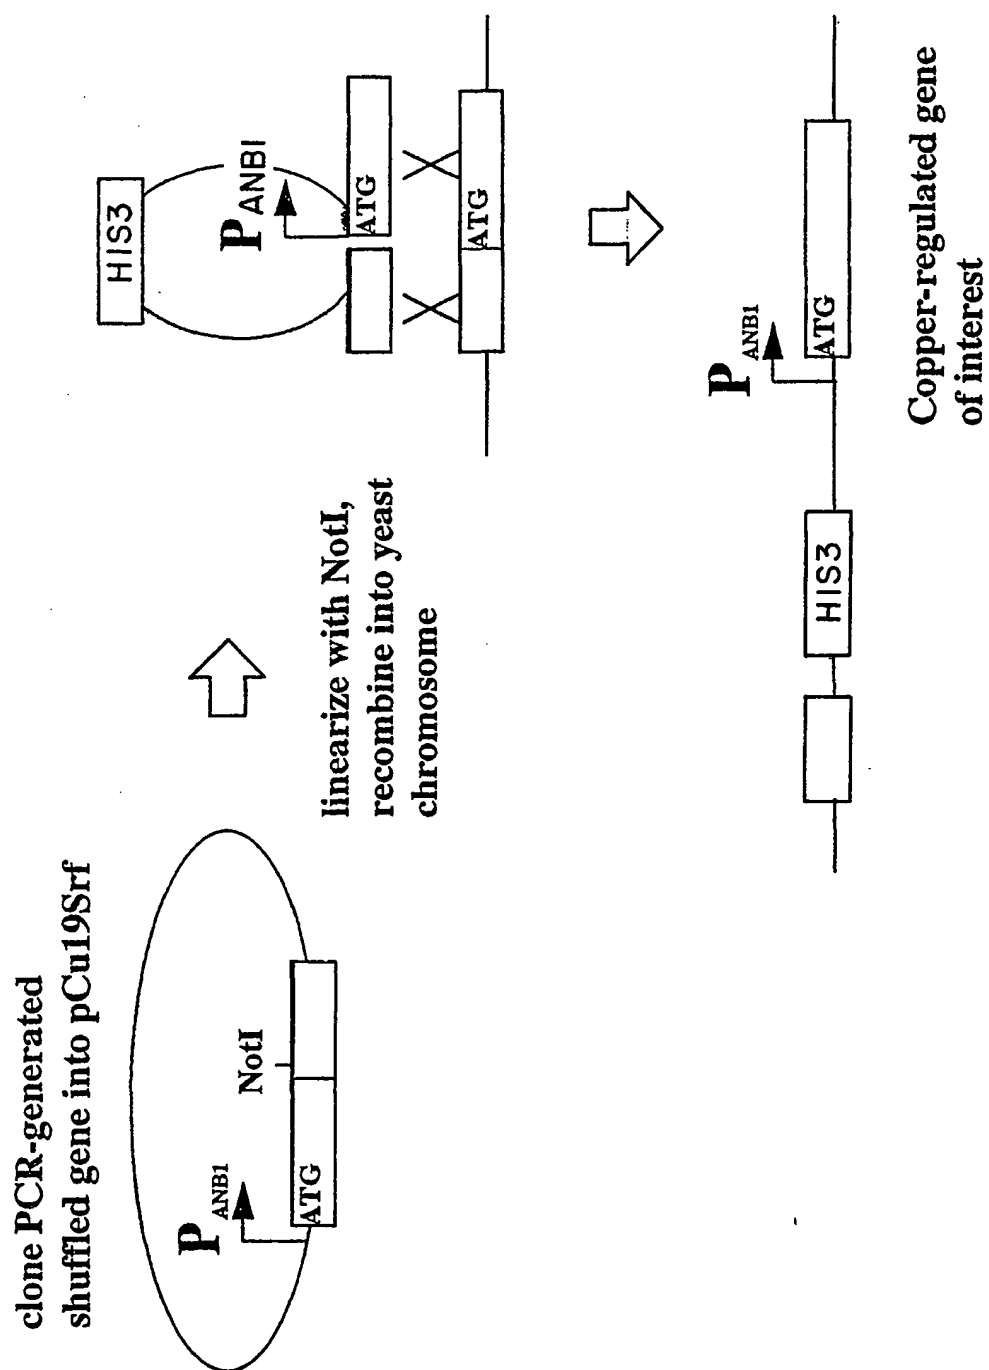 clone PCR-generated
shuffled gene into pCu19Srf
P ANB1
NotI
ATG
linearize with NotI,
recombine into yeast
chromosome
HIS3
P ANB1
ATG
ATG
HIS3
P ANB1
ATG
Copper-regulated gene
of interest